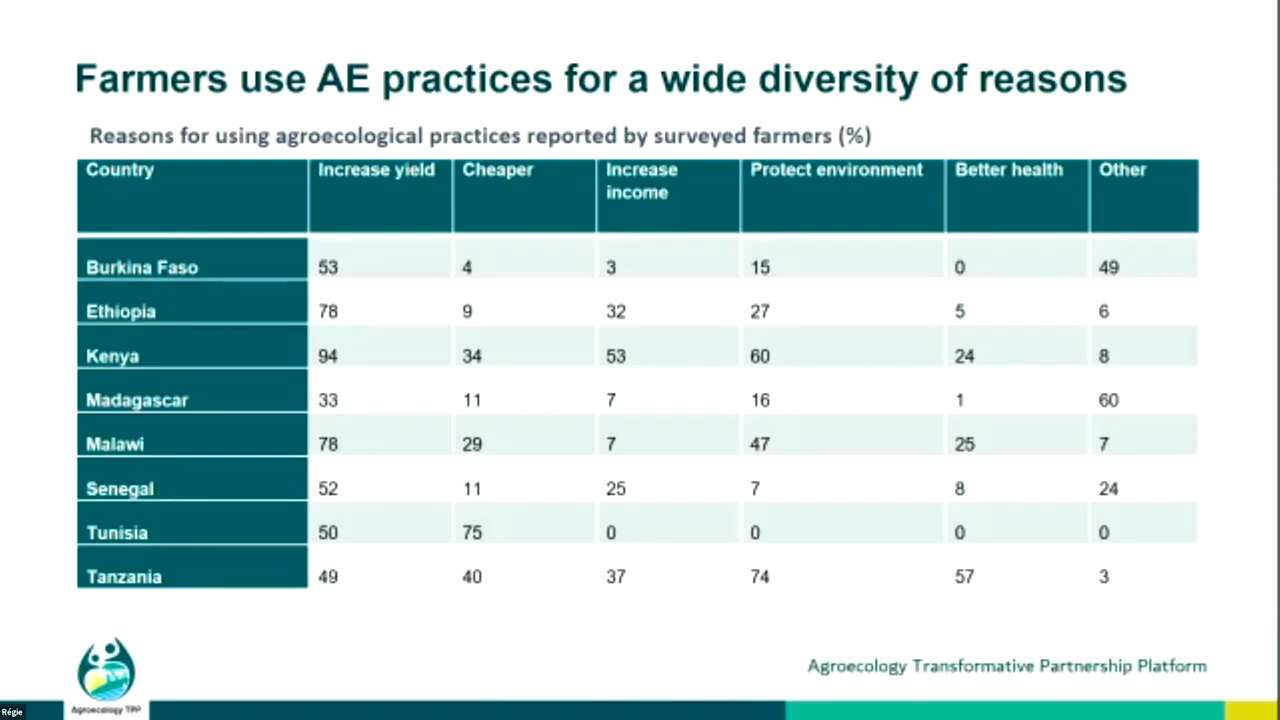 Farmers use AE practices for a wide diversity of reasons
Reasons for using agroecological practices reported by surveyed farmers (%)
Country Increase yield Cheaper Increase income Protect environment Better health Other
Burkina Faso 53 4 3 15 0 49
Ethiopia 78 9 32 27 5 6
Kenya 94 34 53 60 24 8
Madagascar 33 11 7 16 1 60
Malawi 78 29 7 47 25 7
Senegal 52 11 25 7 8 24
Tunisia 50 75 0 0 0 0
Tanzania 49 40 37 74 57 3
Agroecology Transformative Partnership Platform
Agroecology TPP
Régie